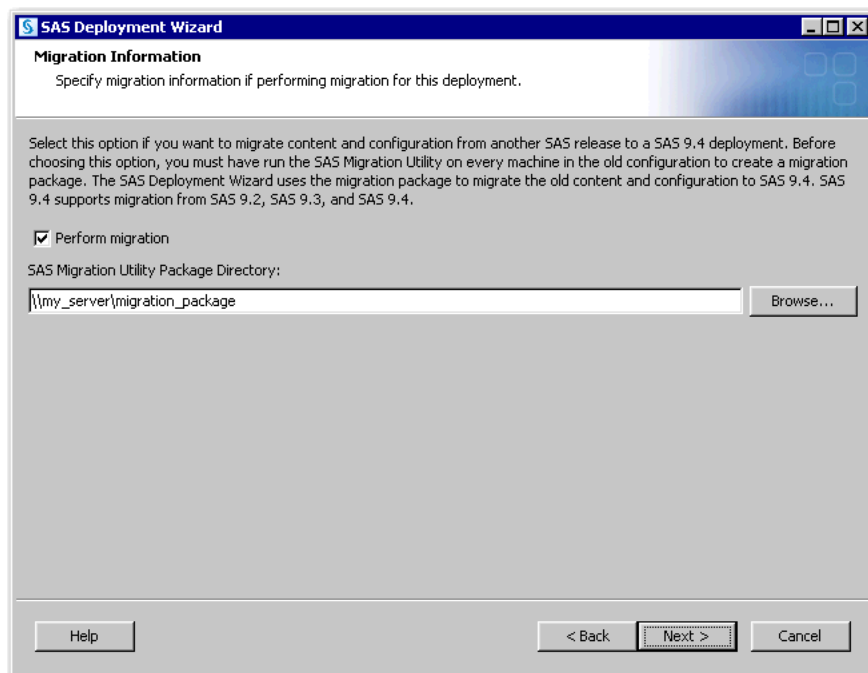 SAS Deployment Wizard
Migration Information
Specify migration information if performing migration for this deployment.
Select this option if you want to migrate content and configuration from another SAS release to a SAS 9.4 deployment. Before
choosing this option, you must have run the SAS Migration Utility on every machine in the old configuration to create a migration
package. The SAS Deployment Wizard uses the migration package to migrate the old content and configuration to SAS 9.4. SAS
9.4 supports migration from SAS 9.2, SAS 9.3, and SAS 9.4.
Perform migration
SAS Migration Utility Package Directory:
\\my_server\migration_package
Browse...
Help
< Back
Next >
Cancel